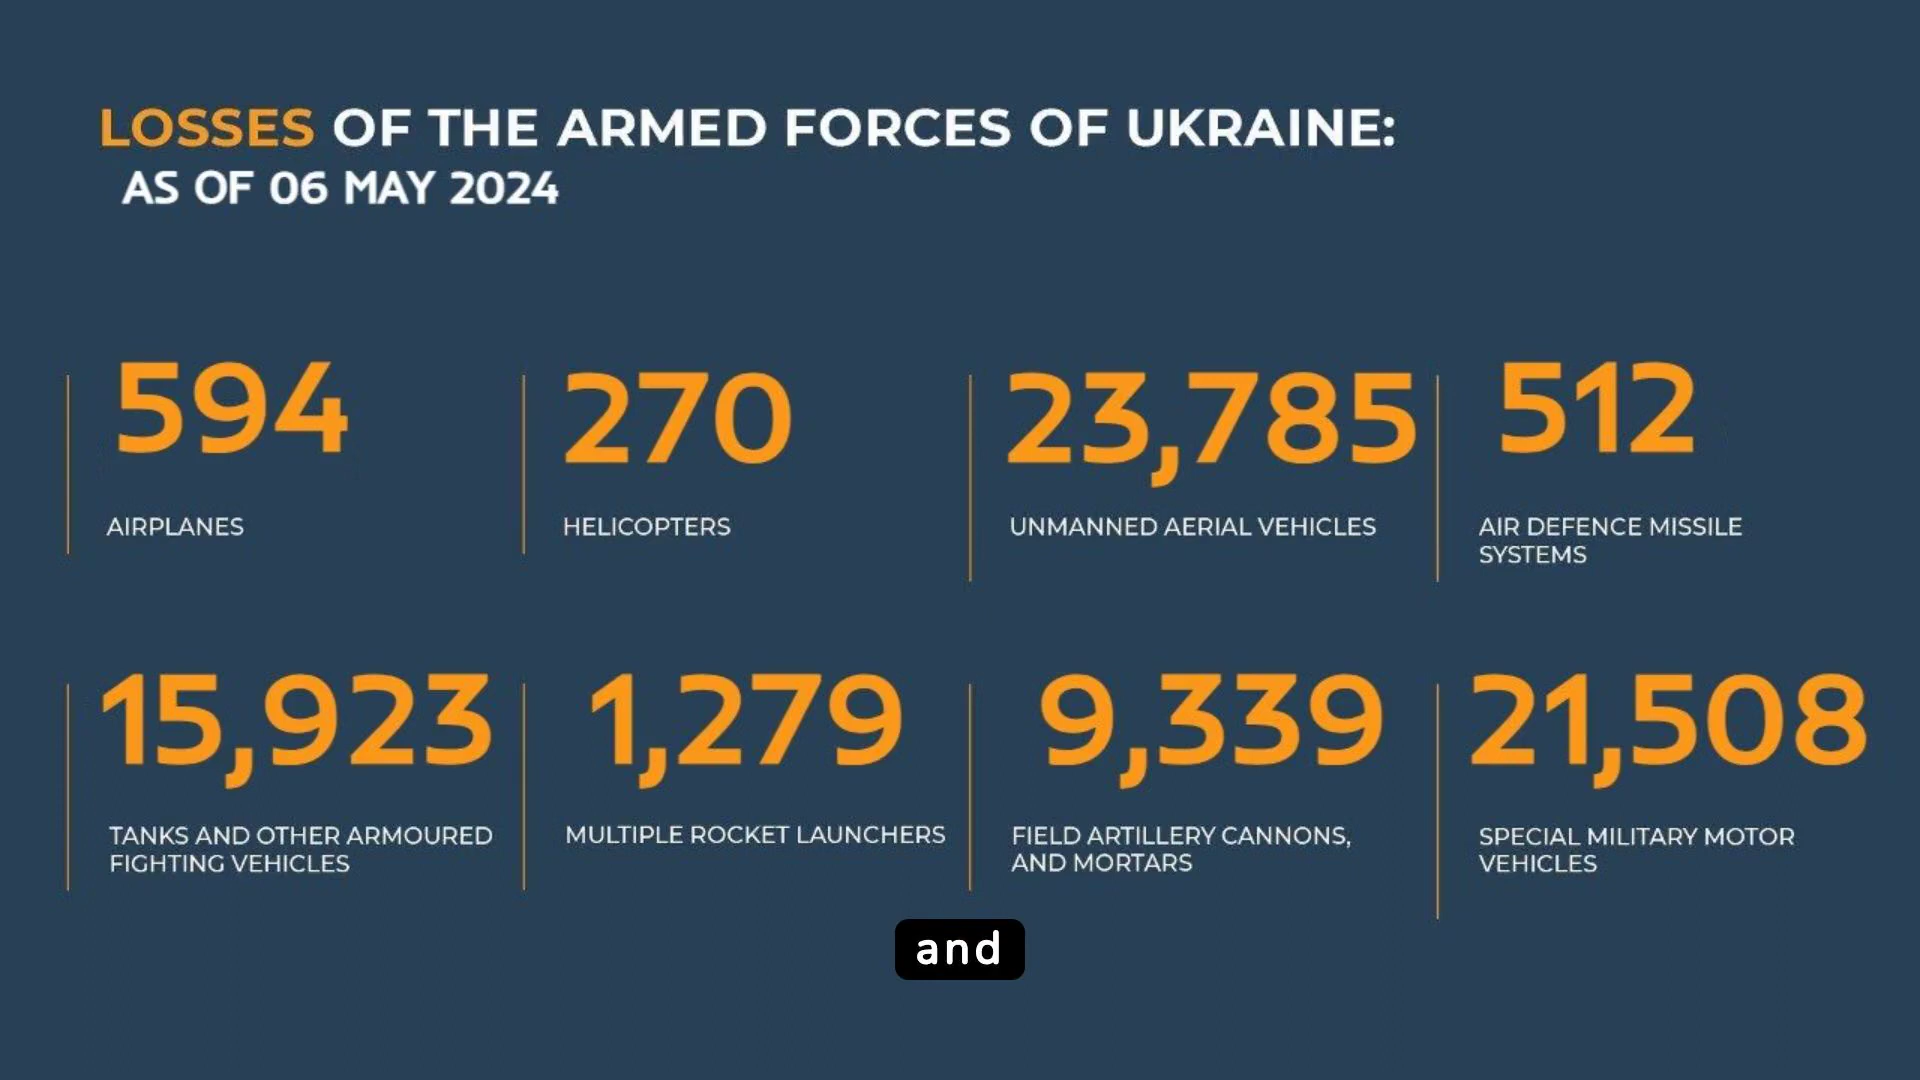 LOSSES OF THE ARMED FORCES OF UKRAINE:
AS OF 06 MAY 2024
594
AIRPLANES
270
HELICOPTERS
23,785
UNMANNED AERIAL VEHICLES
512
AIR DEFENCE MISSILE
SYSTEMS
15,923
TANKS AND OTHER ARMOURED
FIGHTING VEHICLES
1,279
MULTIPLE ROCKET LAUNCHERS
9,339
FIELD ARTILLERY CANNONS,
AND MORTARS
21,508
SPECIAL MILITARY MOTOR
VEHICLES
and